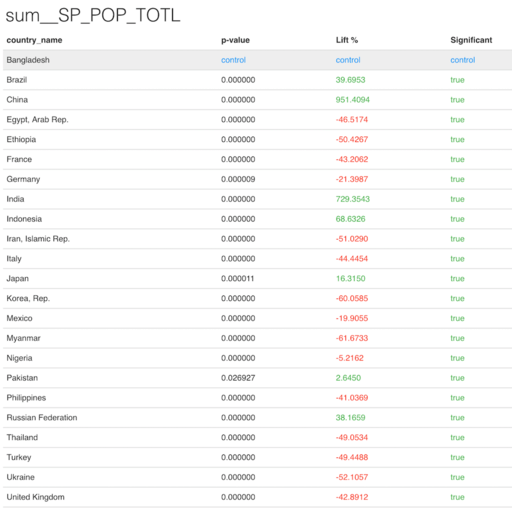 sum__SP_POP_TOTL
country_name p-value Lift % Significant
Bangladesh control control control
Brazil 0.000000 39.6953 true
China 0.000000 951.4094 true
Egypt, Arab Rep. 0.000000 -46.5174 true
Ethiopia 0.000000 -50.4267 true
France 0.000000 -43.2062 true
Germany 0.000009 -21.3987 true
India 0.000000 729.3543 true
Indonesia 0.000000 68.6326 true
Iran, Islamic Rep. 0.000000 -51.0290 true
Italy 0.000000 -44.4454 true
Japan 0.000011 16.3150 true
Korea, Rep. 0.000000 -60.0585 true
Mexico 0.000000 -19.9055 true
Myanmar 0.000000 -61.6733 true
Nigeria 0.000000 -5.2162 true
Pakistan 0.026927 2.6450 true
Philippines 0.000000 -41.0369 true
Russian Federation 0.000000 38.1659 true
Thailand 0.000000 -49.0534 true
Turkey 0.000000 -49.4488 true
Ukraine 0.000000 -52.1057 true
United Kingdom 0.000000 -42.8912 true